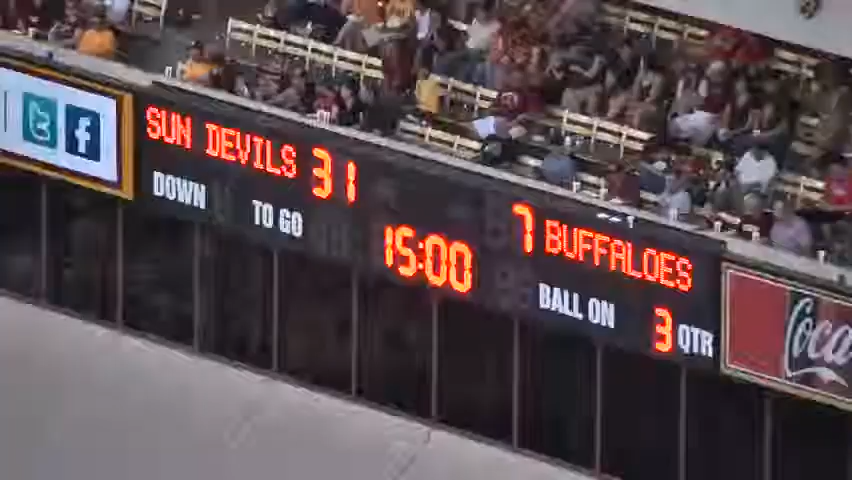 SUN DEVILS 31
DOWN TO GO
15:00
7 BUFFALOES
BALL ON 3 QTR
Coca